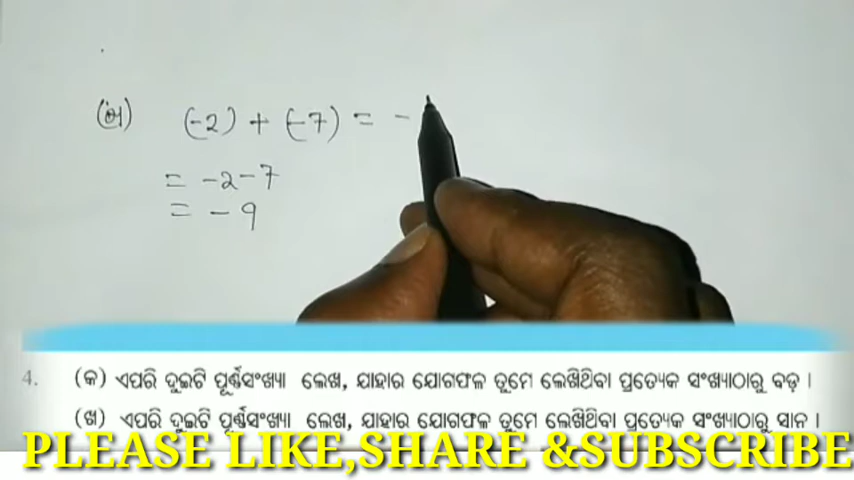 (ଖ) (-2) + (-7) = -
= -2-7
= -9
4. (କ) ଏପରି ଦୁଇଟି ପୂର୍ଣ୍ଣସଂଖ୍ୟା ଲେଖ, ଯାହାର ଯୋଗଫଳ ତୁମେ ଲେଖିଥିବା ପ୍ରତ୍ୟେକ ସଂଖ୍ୟାଠାରୁ ବଡ଼ ।
(ଖ) ଏପରି ଦୁଇଟି ପୂର୍ଣ୍ଣସଂଖ୍ୟା ଲେଖ, ଯାହାର ଯୋଗଫଳ ତୁମେ ଲେଖିଥିବା ପ୍ରତ୍ୟେକ ସଂଖ୍ୟାଠାରୁ ସାନ ।
PLEASE LIKE,SHARE &SUBSCRIBE